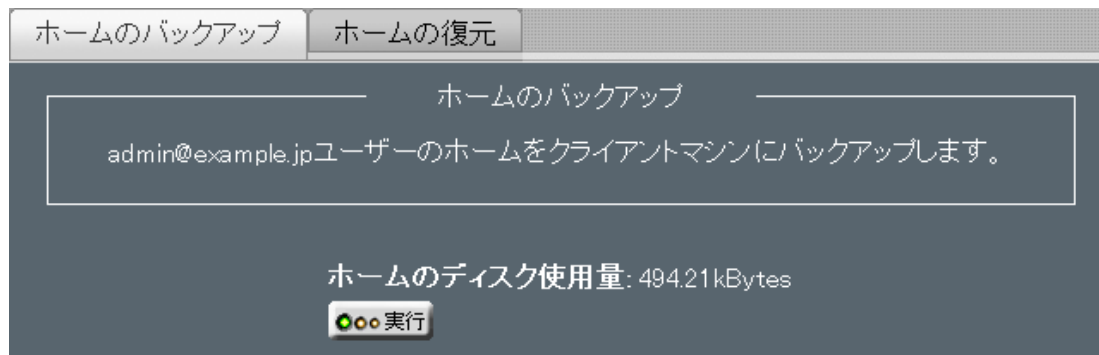 ホームのバックアップ ホームの復元
ホームのバックアップ
admin@example.jpユーザーのホームをクライアントマシンにバックアップします。
ホームのディスク使用量: 494.21kBytes
実行